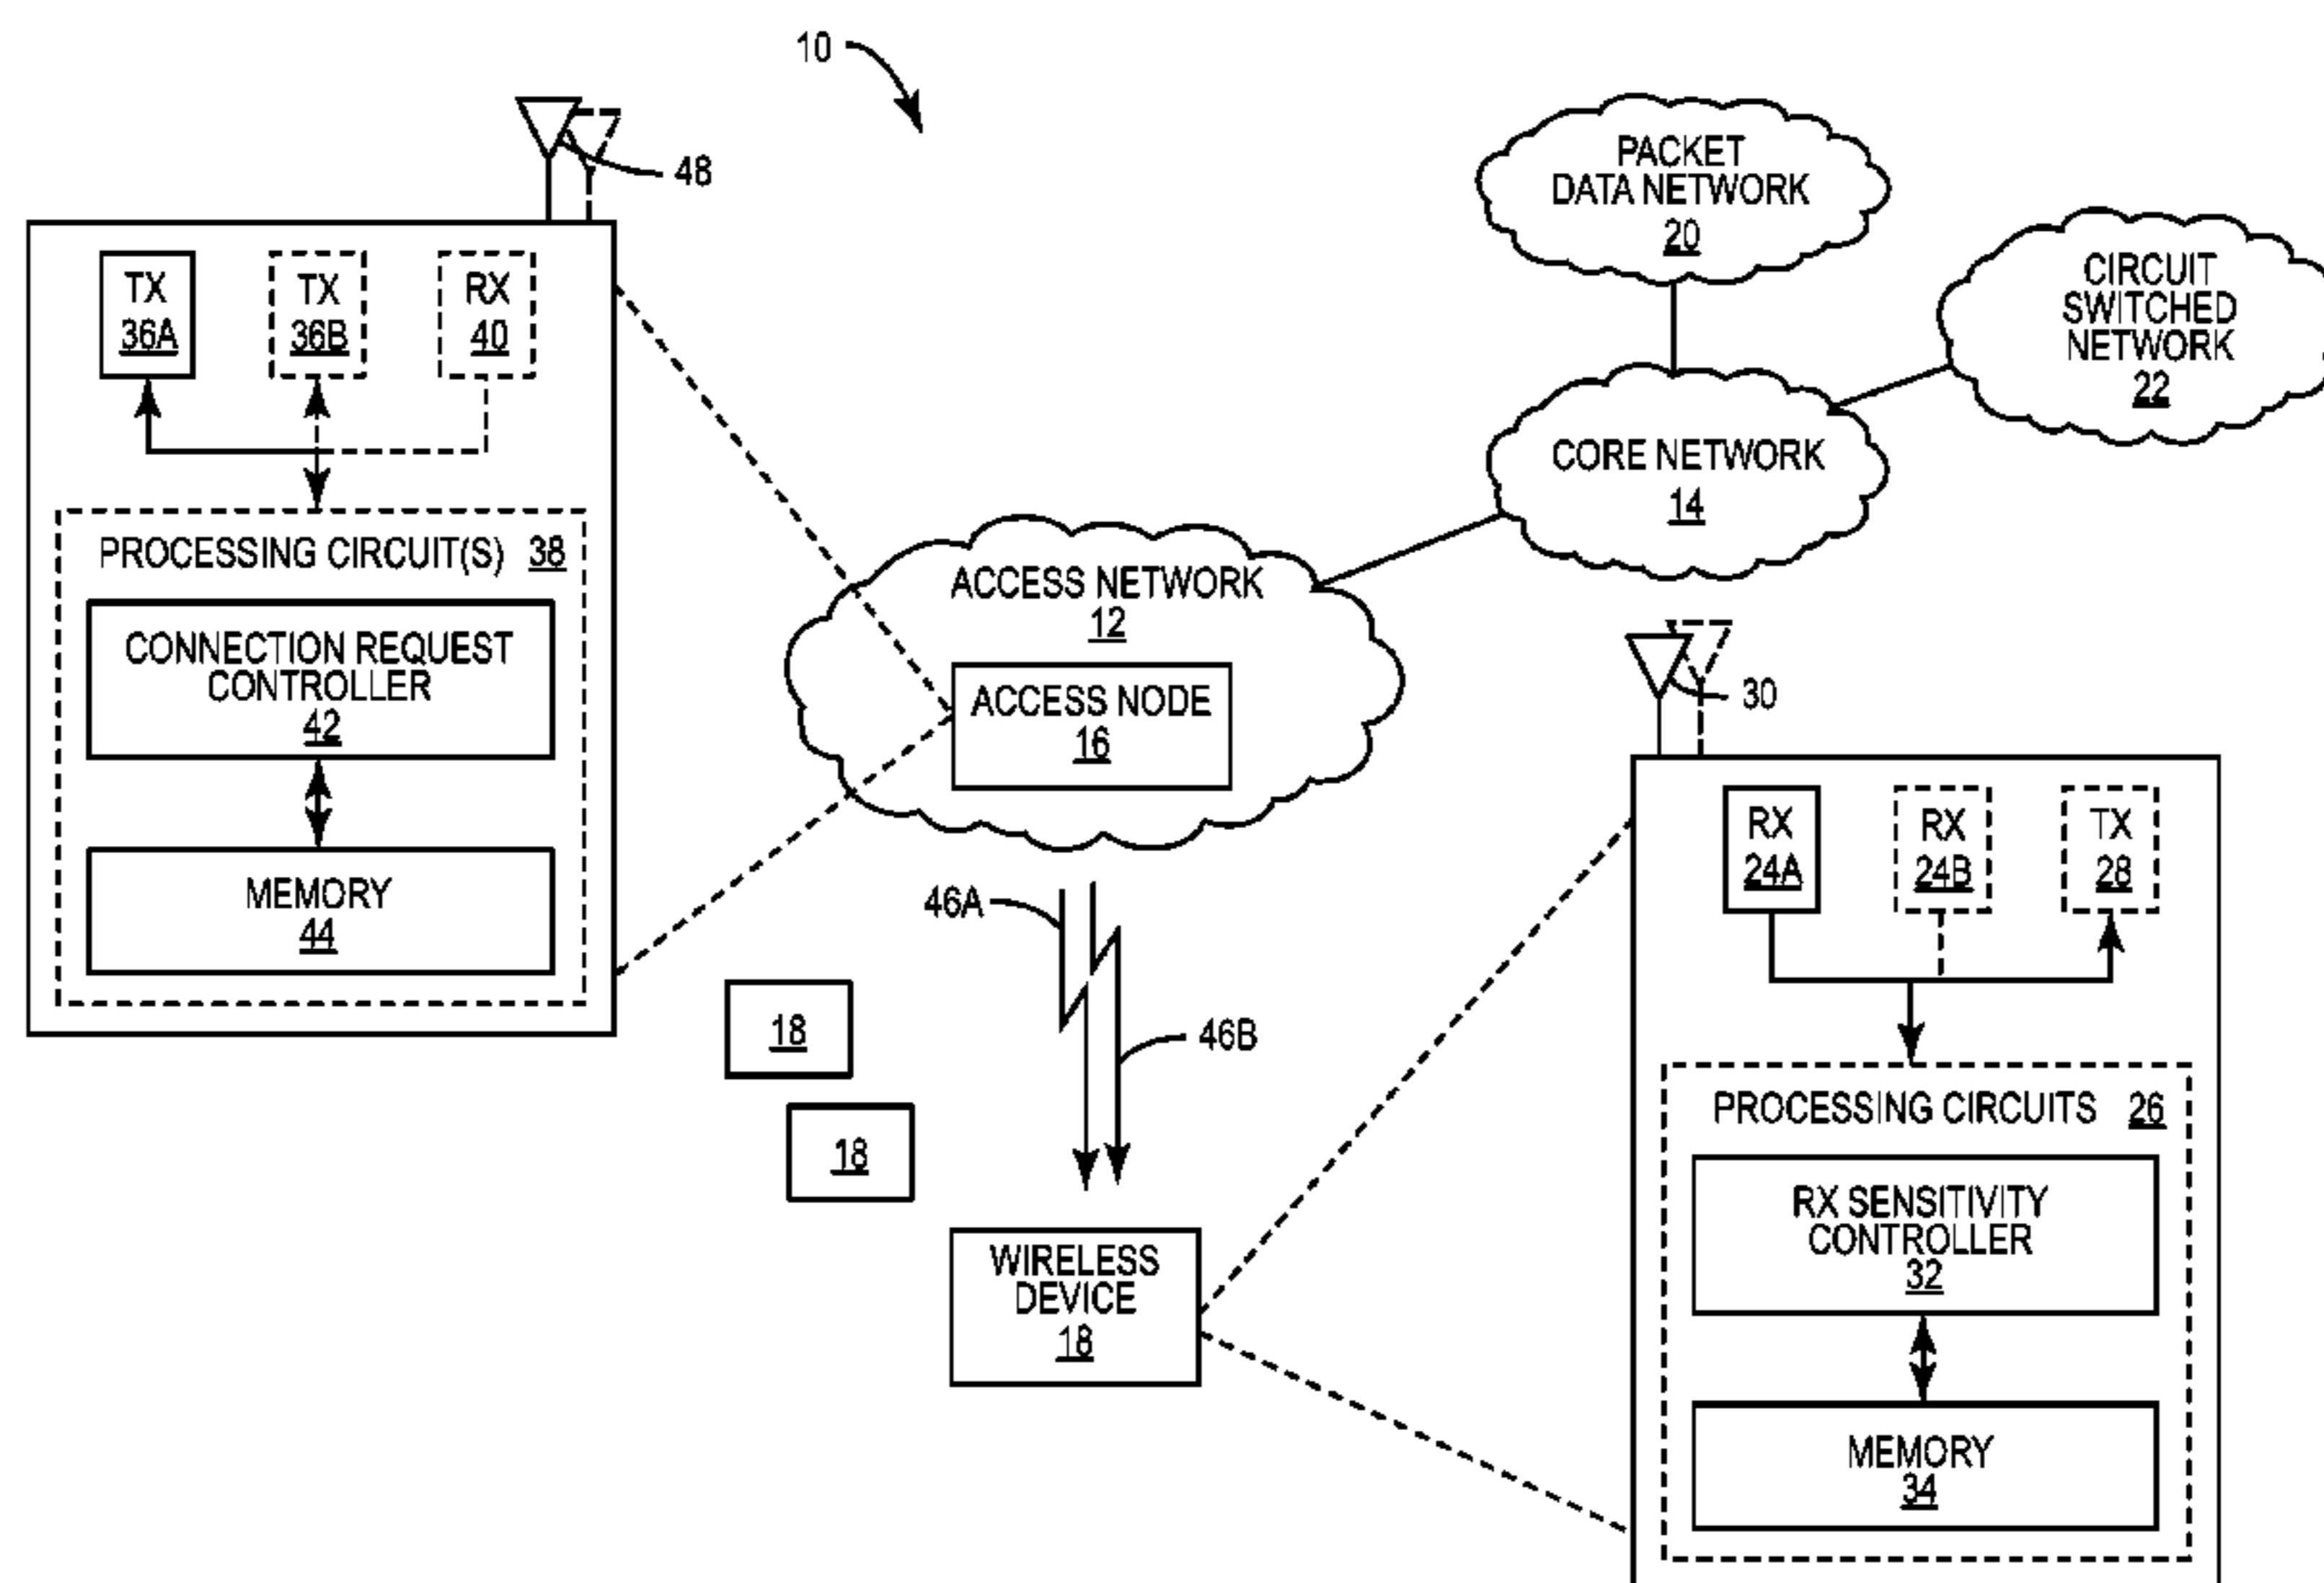 10
48
TX
36A
TX
36B
RX
40
PROCESSING CIRCUIT(S) 38
CONNECTION REQUEST
CONTROLLER
42
MEMORY
44
PACKET
DATA NETWORK
20
CIRCUIT
SWITCHED
NETWORK
22
CORE NETWORK
14
ACCESS NETWORK
12
ACCESS NODE
16
46A
46B
18
18
WIRELESS
DEVICE
18
30
RX
24A
RX
24B
TX
28
PROCESSING CIRCUITS 26
RX SENSITIVITY
CONTROLLER
32
MEMORY
34